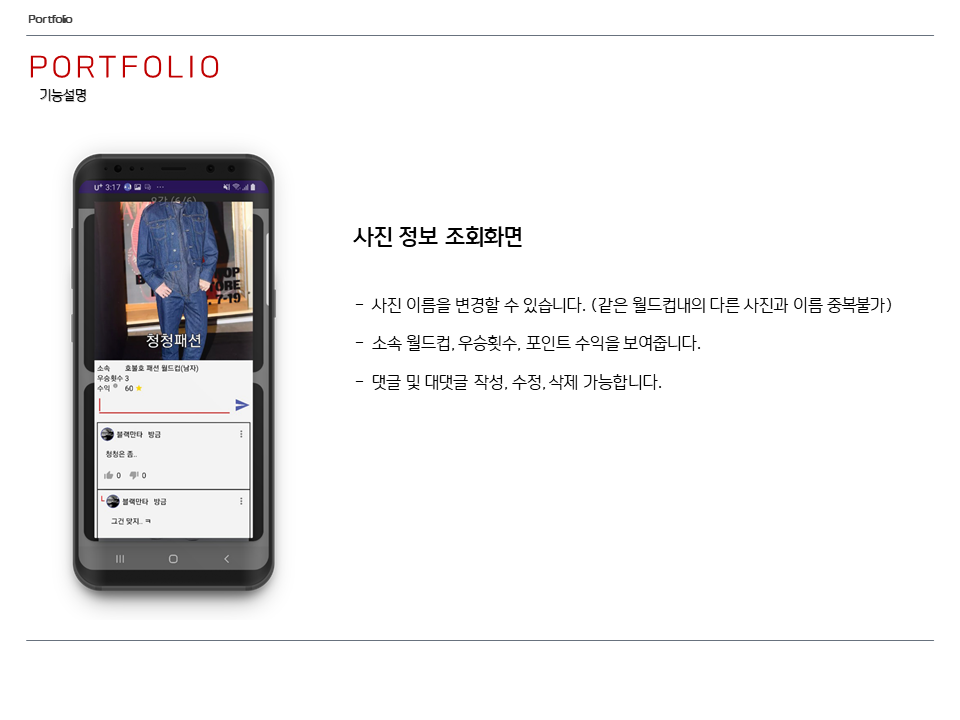 Portfolio
PORTFOLIO
기능설명
U+ 3:17
청청패션
소속 호불호 패션 월드컵(남자)
우승횟수 3
수익 60
블랙만타 방금
청청은 좀..
0 0
블랙만타 방금
그건 맞지.. ㅋ
사진 정보 조회화면
- 사진 이름을 변경할 수 있습니다. (같은 월드컵내의 다른 사진과 이름 중복불가)
- 소속 월드컵, 우승횟수, 포인트 수익을 보여줍니다.
- 댓글 및 대댓글 작성, 수정, 삭제 가능합니다.